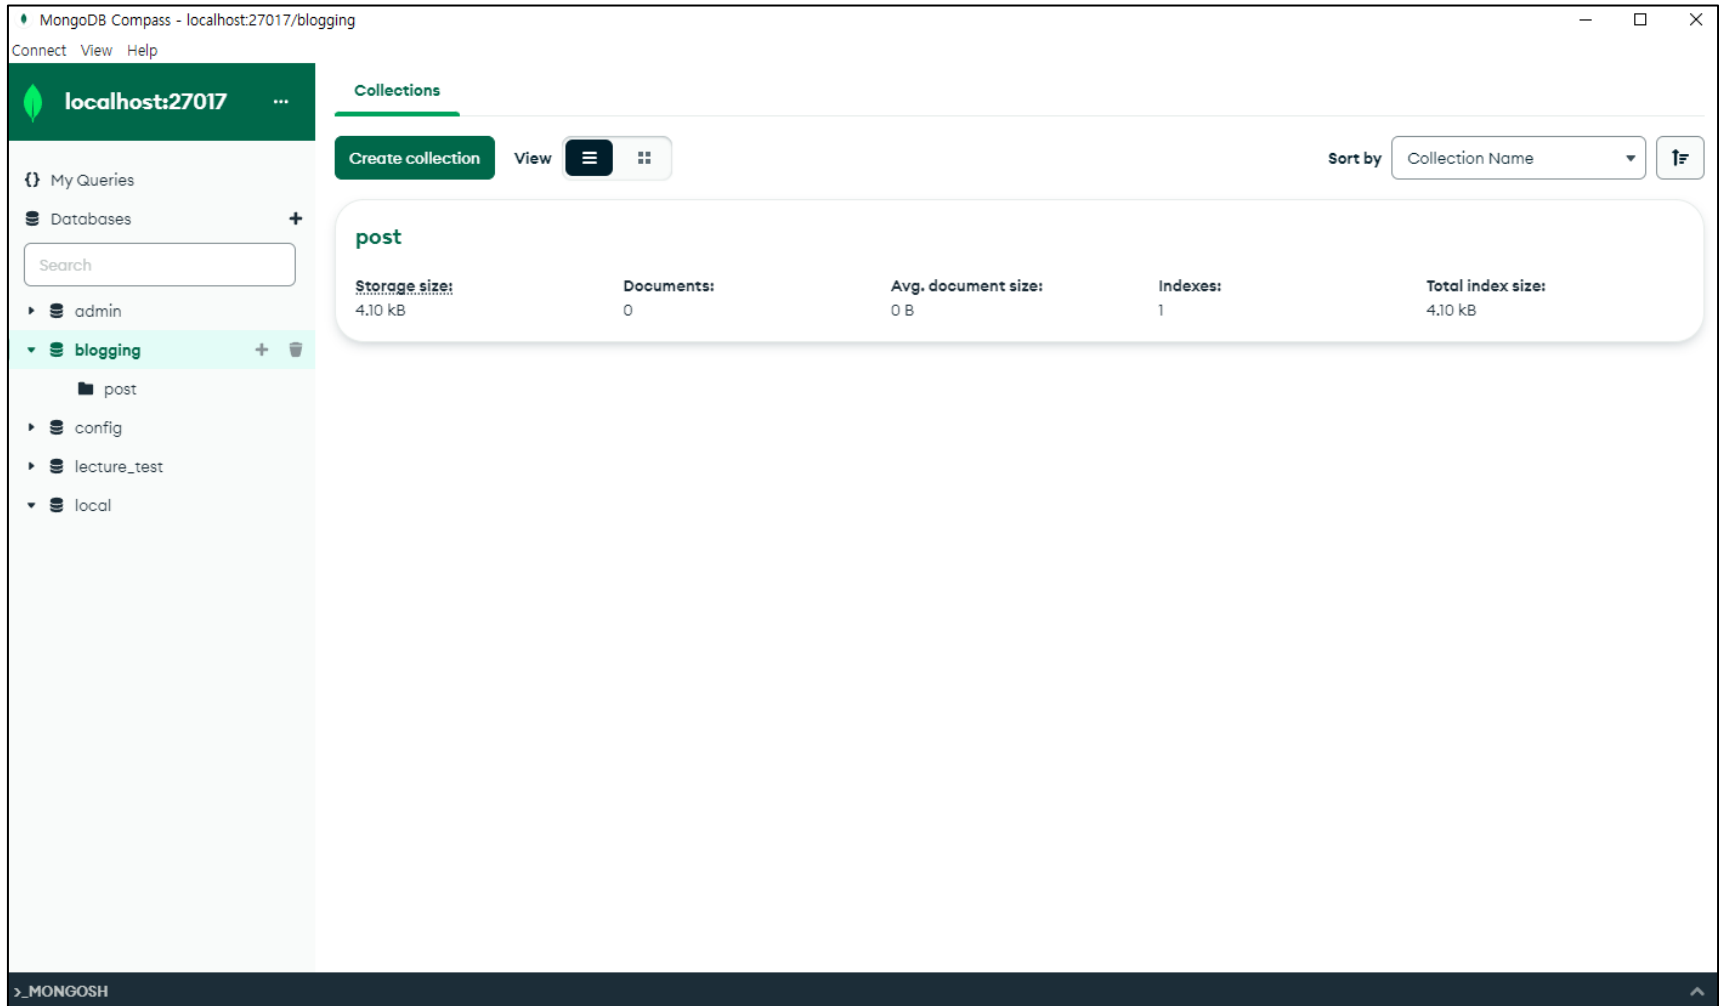 MongoDB Compass - localhost:27017/blogging
Connect View Help
localhost:27017 ...
{} My Queries
Databases
Search
admin
blogging
post
config
lecture_test
local
Collections
Create collection View
Sort by Collection Name
post
Storage size: Documents: Avg. document size: Indexes: Total index size:
4.10 kB 0 0 B 1 4.10 kB
>_MONGOSH